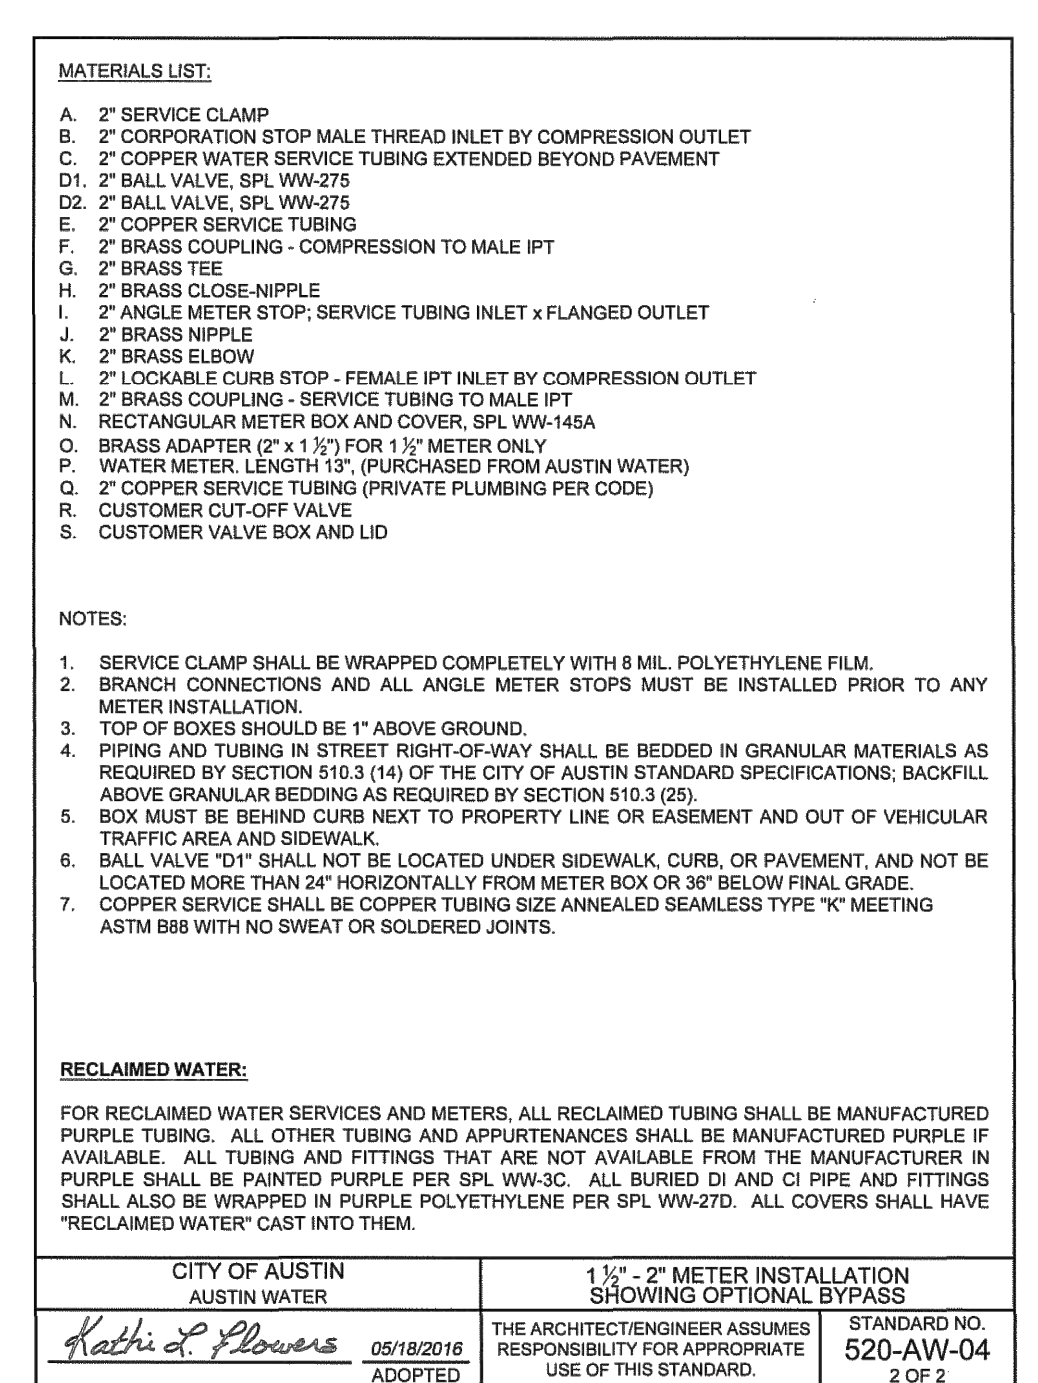 MATERIALS LIST:
A. 2" SERVICE CLAMP
B. 2" CORPORATION STOP MALE THREAD INLET BY COMPRESSION OUTLET
C. 2" COPPER WATER SERVICE TUBING EXTENDED BEYOND PAVEMENT
D1. 2" BALL VALVE, SPL WW-275
D2. 2" BALL VALVE, SPL WW-275
E. 2" COPPER SERVICE TUBING
F. 2" BRASS COUPLING - COMPRESSION TO MALE IPT
G. 2" BRASS TEE
H. 2" BRASS CLOSE-NIPPLE
I. 2" ANGLE METER STOP; SERVICE TUBING INLET x FLANGED OUTLET
J. 2" BRASS NIPPLE
K. 2" BRASS ELBOW
L. 2" LOCKABLE CURB STOP - FEMALE IPT INLET BY COMPRESSION OUTLET
M. 2" BRASS COUPLING - SERVICE TUBING TO MALE IPT
N. RECTANGULAR METER BOX AND COVER, SPL WW-145A
O. BRASS ADAPTER (2" x 1 ½") FOR 1 ½" METER ONLY
P. WATER METER. LENGTH 13", (PURCHASED FROM AUSTIN WATER)
Q. 2" COPPER SERVICE TUBING (PRIVATE PLUMBING PER CODE)
R. CUSTOMER CUT-OFF VALVE
S. CUSTOMER VALVE BOX AND LID
NOTES:
1. SERVICE CLAMP SHALL BE WRAPPED COMPLETELY WITH 8 MIL. POLYETHYLENE FILM.
2. BRANCH CONNECTIONS AND ALL ANGLE METER STOPS MUST BE INSTALLED PRIOR TO ANY
METER INSTALLATION.
3. TOP OF BOXES SHOULD BE 1" ABOVE GROUND.
4. PIPING AND TUBING IN STREET RIGHT-OF-WAY SHALL BE BEDDED IN GRANULAR MATERIALS AS
REQUIRED BY SECTION 510.3 (14) OF THE CITY OF AUSTIN STANDARD SPECIFICATIONS; BACKFILL
ABOVE GRANULAR BEDDING AS REQUIRED BY SECTION 510.3 (25).
5. BOX MUST BE BEHIND CURB NEXT TO PROPERTY LINE OR EASEMENT AND OUT OF VEHICULAR
TRAFFIC AREA AND SIDEWALK.
6. BALL VALVE "D1" SHALL NOT BE LOCATED UNDER SIDEWALK, CURB, OR PAVEMENT, AND NOT BE
LOCATED MORE THAN 24" HORIZONTALLY FROM METER BOX OR 36" BELOW FINAL GRADE.
7. COPPER SERVICE SHALL BE COPPER TUBING SIZE ANNEALED SEAMLESS TYPE "K" MEETING
ASTM B88 WITH NO SWEAT OR SOLDERED JOINTS.
RECLAIMED WATER:
FOR RECLAIMED WATER SERVICES AND METERS, ALL RECLAIMED TUBING SHALL BE MANUFACTURED
PURPLE TUBING. ALL OTHER TUBING AND APPURTENANCES SHALL BE MANUFACTURED PURPLE IF
AVAILABLE. ALL TUBING AND FITTINGS THAT ARE NOT AVAILABLE FROM THE MANUFACTURER IN
PURPLE SHALL BE PAINTED PURPLE PER SPL WW-3C. ALL BURIED DI AND CI PIPE AND FITTINGS
SHALL ALSO BE WRAPPED IN PURPLE POLYETHYLENE PER SPL WW-27D. ALL COVERS SHALL HAVE
"RECLAIMED WATER" CAST INTO THEM.
CITY OF AUSTIN
AUSTIN WATER
1 ½" - 2" METER INSTALLATION
SHOWING OPTIONAL BYPASS
Kathi L. Flowers
05/18/2016
ADOPTED
THE ARCHITECT/ENGINEER ASSUMES
RESPONSIBILITY FOR APPROPRIATE
USE OF THIS STANDARD.
STANDARD NO.
520-AW-04
2 OF 2